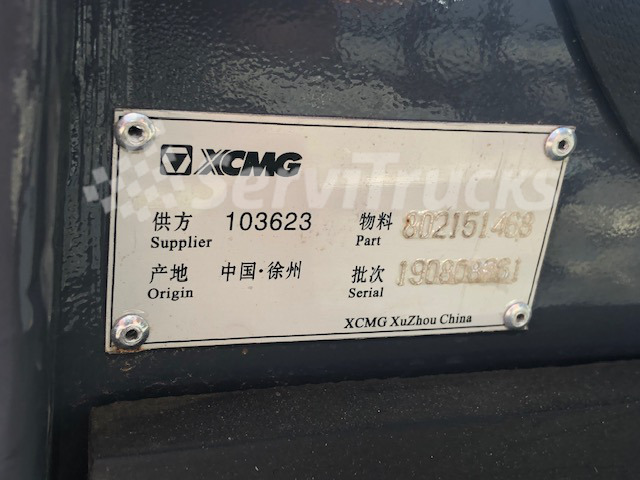 XCMG
ServiTrucks
供方 103623 物料 802151468
Supplier Part
产地 中国·徐州 批次
Origin Serial
XCMG XuZhou China